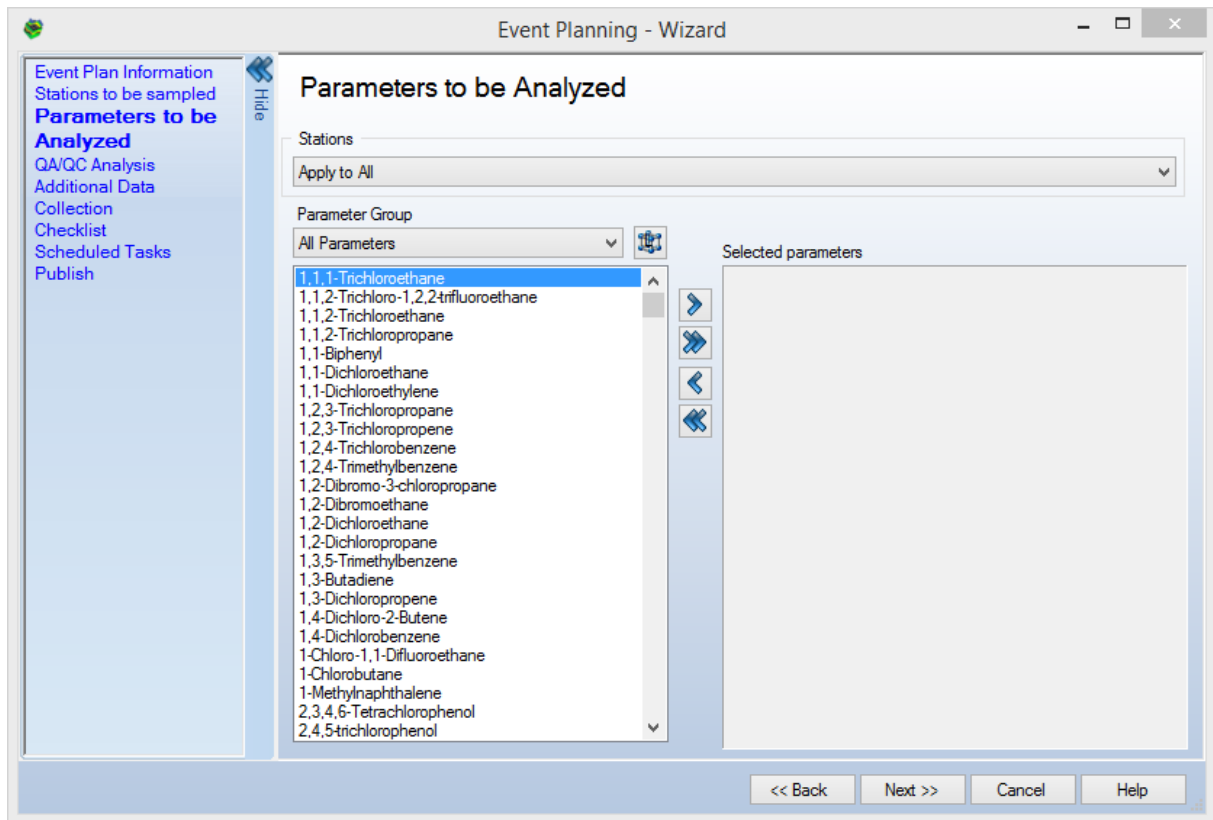 Event Planning - Wizard
Event Plan Information
Stations to be sampled
Parameters to be
Analyzed
QA/QC Analysis
Additional Data
Collection
Checklist
Scheduled Tasks
Publish
Hide
Parameters to be Analyzed
Stations
Apply to All
Parameter Group
All Parameters
Selected parameters
1,1,1-Trichloroethane
1,1,2-Trichloro-1,2,2-trifluoroethane
1,1,2-Trichloroethane
1,1,2-Trichloropropane
1,1-Biphenyl
1,1-Dichloroethane
1,1-Dichloroethylene
1,2,3-Trichloropropane
1,2,3-Trichloropropene
1,2,4-Trichlorobenzene
1,2,4-Trimethylbenzene
1,2-Dibromo-3-chloropropane
1,2-Dibromoethane
1,2-Dichloroethane
1,2-Dichloropropane
1,3,5-Trimethylbenzene
1,3-Butadiene
1,3-Dichloropropene
1,4-Dichloro-2-Butene
1,4-Dichlorobenzene
1-Chloro-1,1-Difluoroethane
1-Chlorobutane
1-Methylnaphthalene
2,3,4,6-Tetrachlorophenol
2,4,5-trichlorophenol
<< Back
Next >>
Cancel
Help